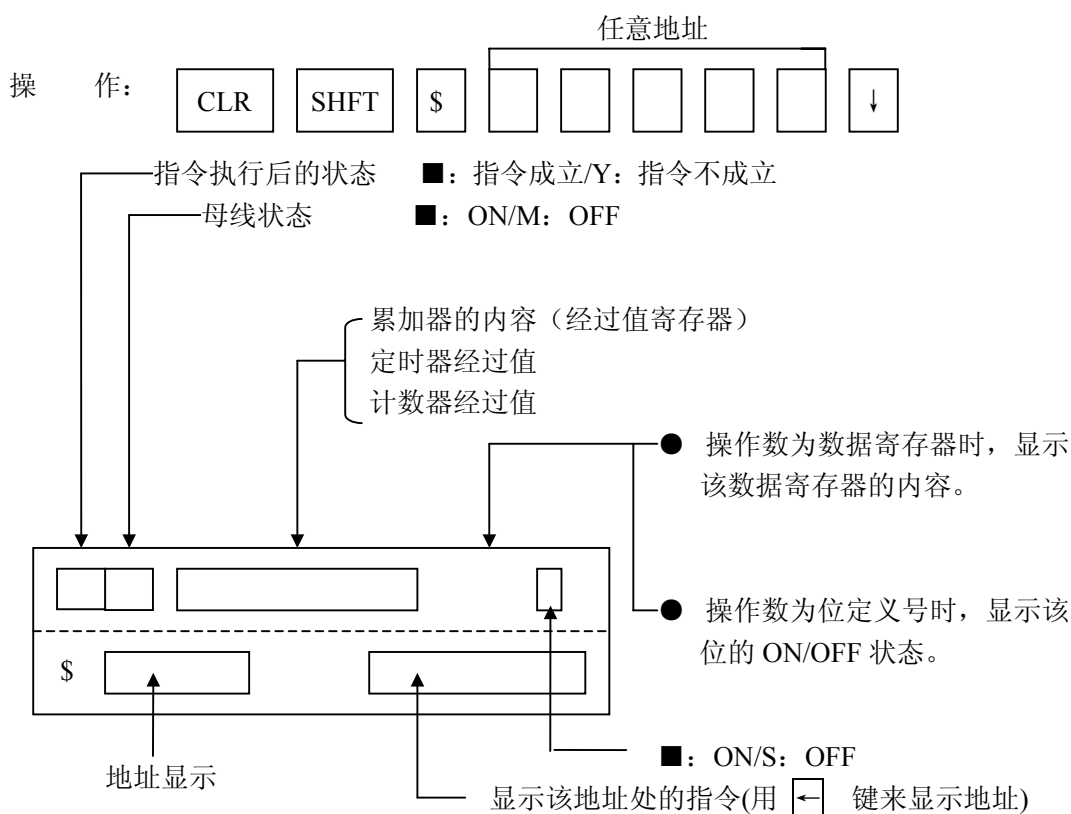 任意地址
操 作： CLR SHFT $ ↓
指令执行后的状态 ■：指令成立/Y：指令不成立
母线状态 ■：ON/M：OFF
累加器的内容（经过值寄存器）
定时器经过值
计数器经过值
● 操作数为数据寄存器时，显示
该数据寄存器的内容。
● 操作数为位定义号时，显示该
位的 ON/OFF 状态。
$
■：ON/S：OFF
地址显示
显示该地址处的指令(用 ← 键来显示地址)